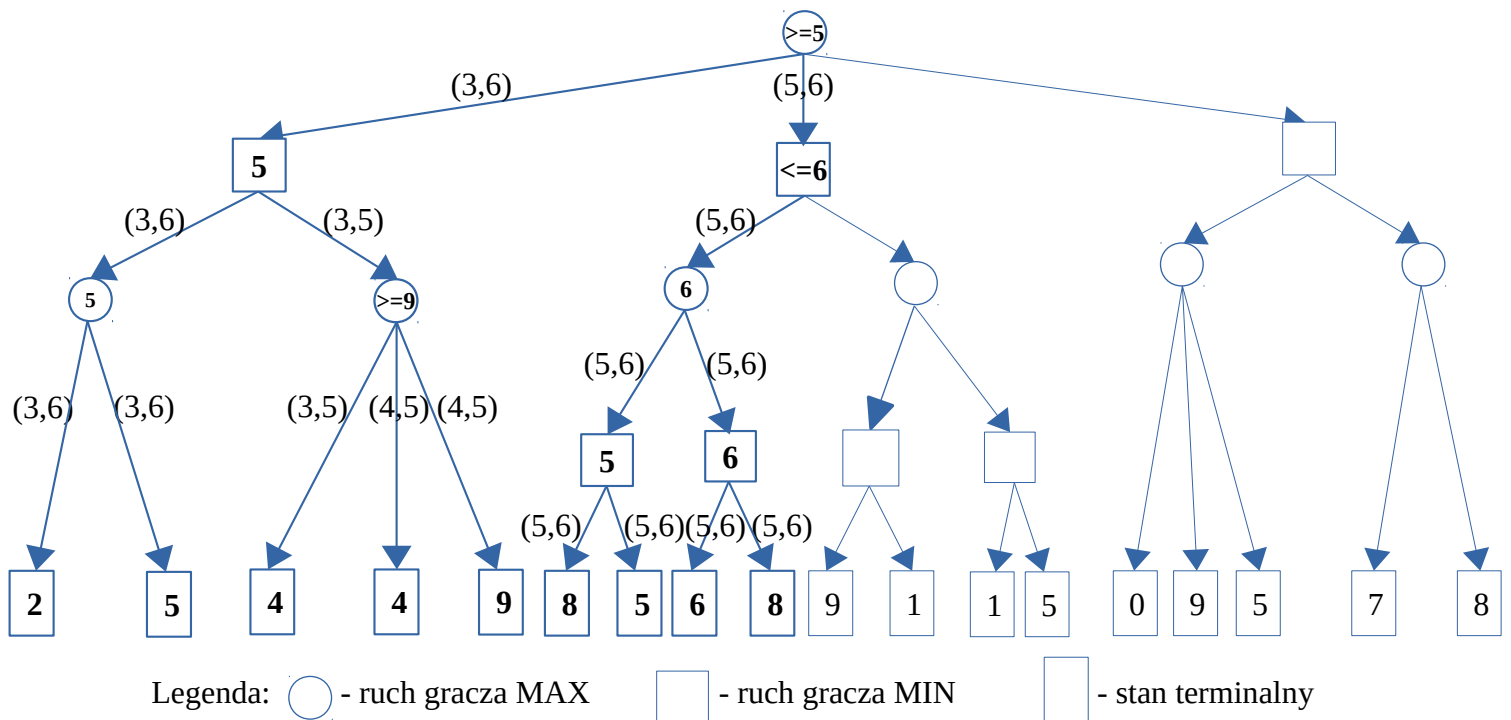 >=5
(3,6) (5,6)
5 <=6
(3,6) (3,5) (5,6)
5 >=9 6
(5,6) (5,6)
(3,6) (3,6) (3,5) (4,5) (4,5)
5 6
(5,6) (5,6) (5,6) (5,6)
2 5 4 4 9 8 5 6 8 9 1 1 5 0 9 5 7 8
Legenda: - ruch gracza MAX - ruch gracza MIN - stan terminalny